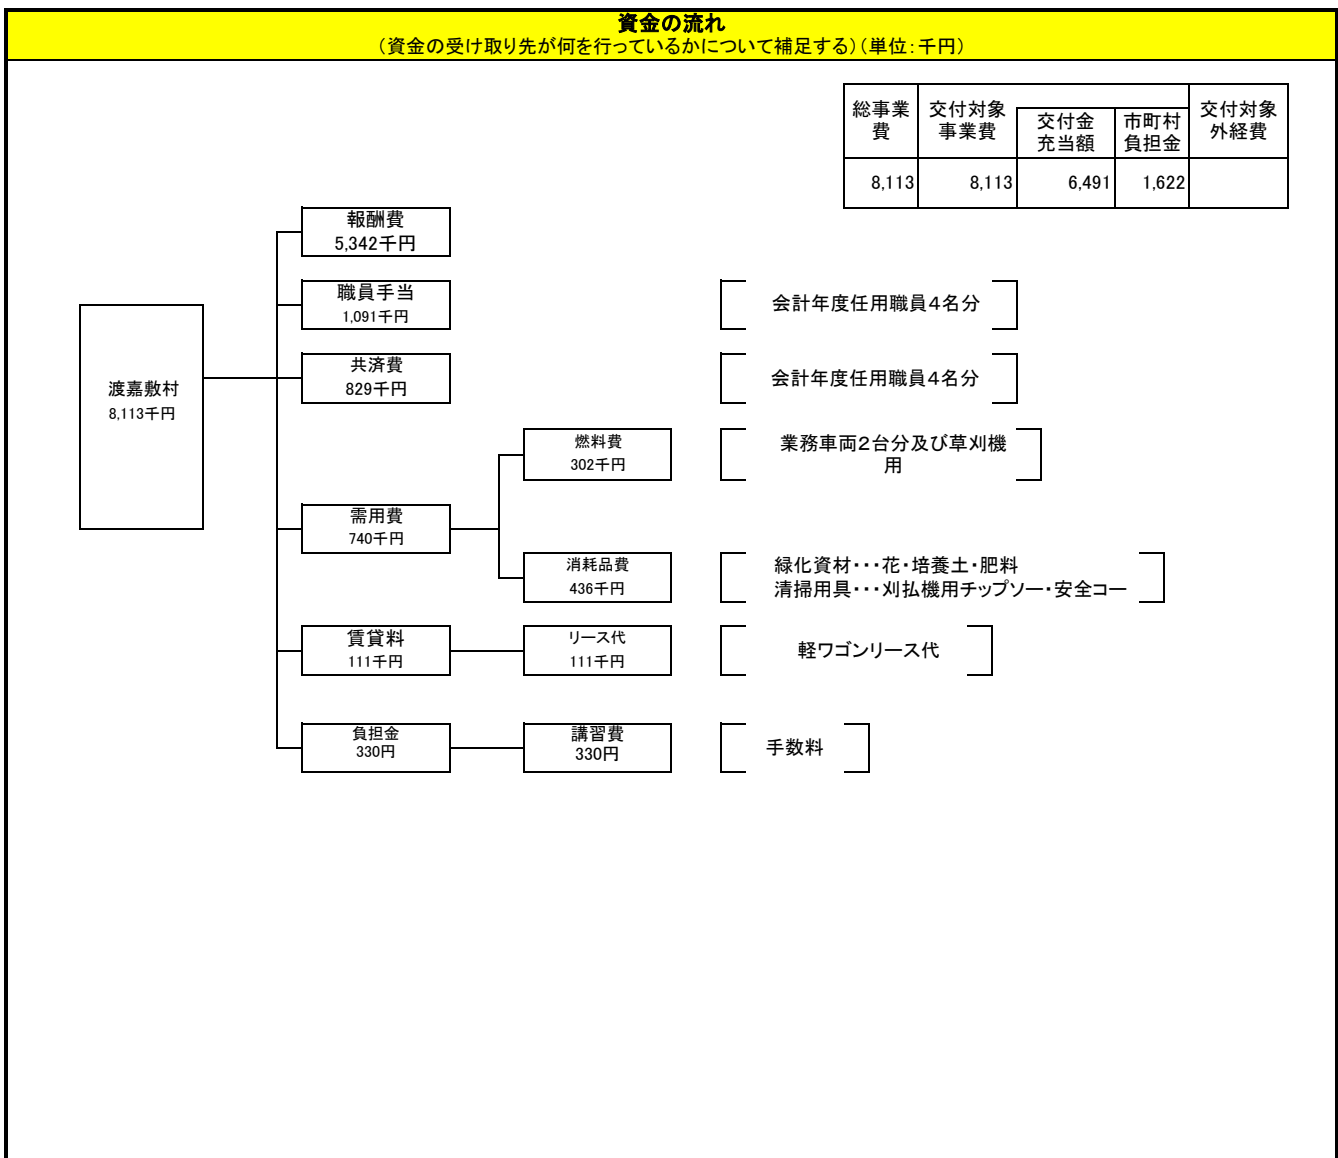 資金の流れ
（資金の受け取り先が何を行っているかについて補足する）（単位：千円）
総事業
費
交付対象
事業費
交付金
充当額
市町村
負担金
交付対象
外経費
8,113
8,113
6,491
1,622
報酬費
5,342千円
職員手当
1,091千円
会計年度任用職員４名分
共済費
829千円
会計年度任用職員４名分
渡嘉敷村
8,113千円
燃料費
302千円
業務車両２台分及び草刈機
用
需用費
740千円
消耗品費
436千円
緑化資材・・・花・培養土・肥料
清掃用具・・・刈払機用チップソー・安全コー
賃貸料
111千円
リース代
111千円
軽ワゴンリース代
負担金
330円
講習費
330円
手数料